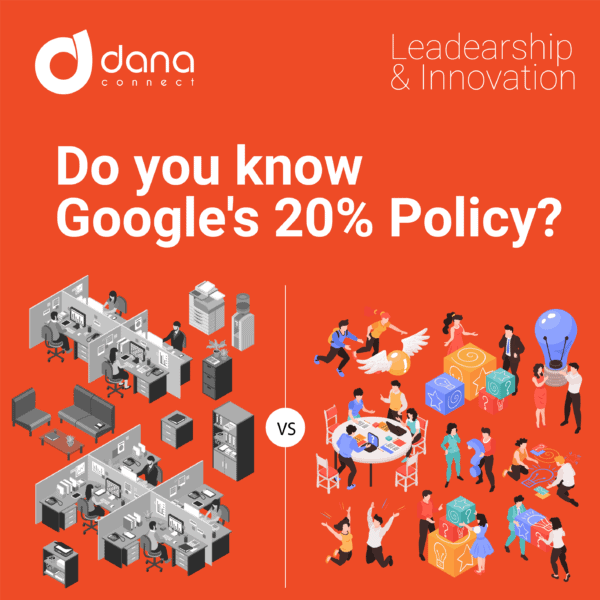 dana
connect
Leadearship
& Innovation
Do you know
Google's 20% Policy?
VS